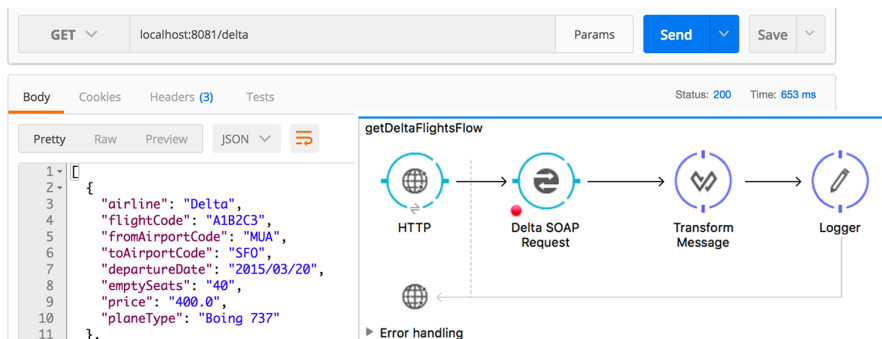 GET localhost:8081/delta Params Send Save
Body Cookies Headers (3) Tests Status: 200 Time: 653 ms
Pretty Raw Preview JSON
1 [
2 {
3 "airline": "Delta",
4 "flightCode": "A1B2C3",
5 "fromAirportCode": "MUA",
6 "toAirportCode": "SFO",
7 "departureDate": "2015/03/20",
8 "emptySeats": "40",
9 "price": "400.0",
10 "planeType": "Boing 737"
11 },
getDeltaFlightsFlow
HTTP
Delta SOAP
Request
Transform
Message
Logger
Error handling